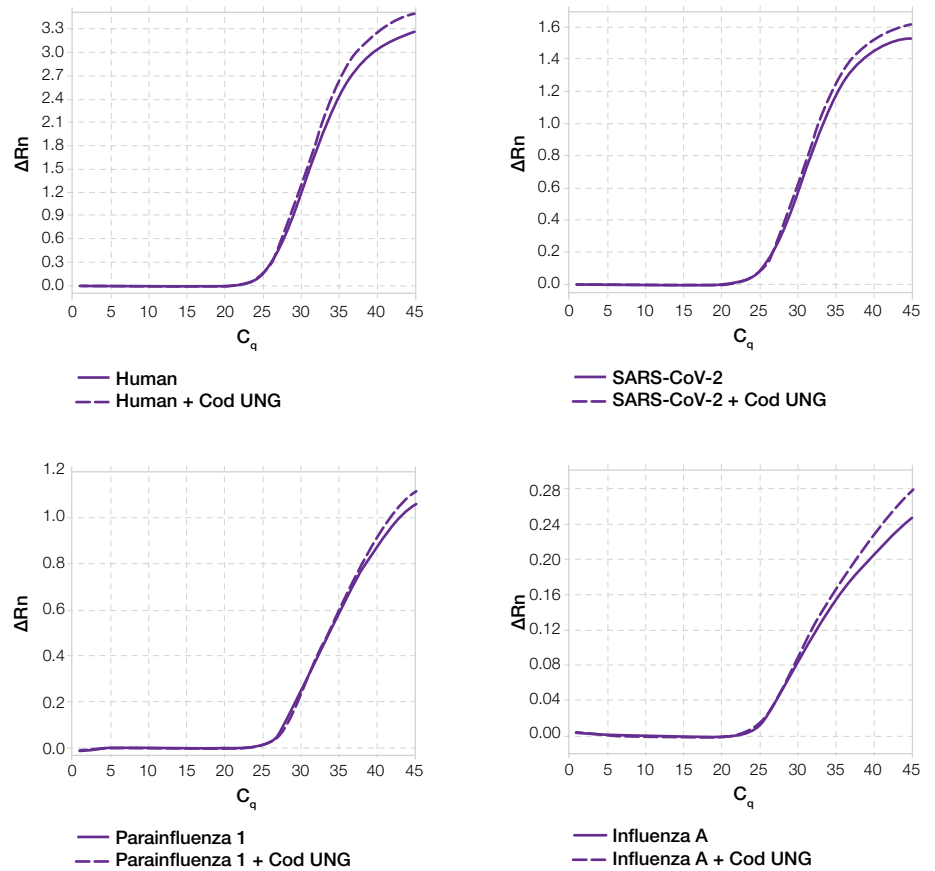 3.3
3.0
2.7
2.4
2.1
1.8
1.5
1.2
0.9
0.6
0.3
0.0
ΔRn
0 5 10 15 20 25 30 35 40 45
Cq
Human
Human + Cod UNG
1.6
1.4
1.2
1.0
0.8
0.6
0.4
0.2
0.0
ΔRn
0 5 10 15 20 25 30 35 40 45
Cq
SARS-CoV-2
SARS-CoV-2 + Cod UNG
1.2
1.0
0.8
0.6
0.4
0.2
0.0
ΔRn
0 5 10 15 20 25 30 35 40 45
Cq
Parainfluenza 1
Parainfluenza 1 + Cod UNG
0.28
0.24
0.20
0.16
0.12
0.08
0.04
0.00
ΔRn
0 5 10 15 20 25 30 35 40 45
Cq
Influenza A
Influenza A + Cod UNG